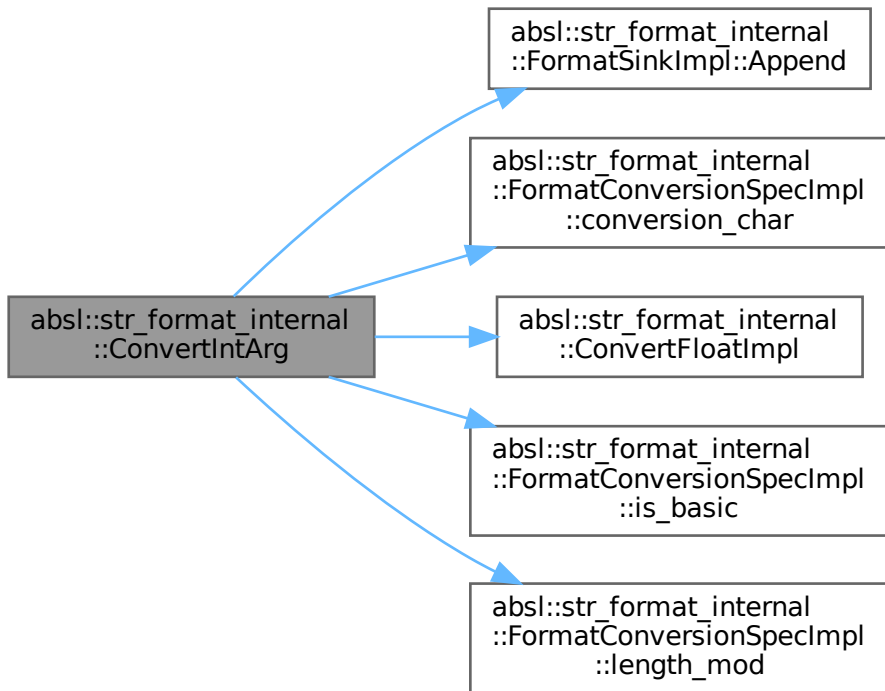 absl::str_format_internal
::ConvertIntArg
absl::str_format_internal
::FormatSinkImpl::Append
absl::str_format_internal
::FormatConversionSpecImpl
::conversion_char
absl::str_format_internal
::ConvertFloatImpl
absl::str_format_internal
::FormatConversionSpecImpl
::is_basic
absl::str_format_internal
::FormatConversionSpecImpl
::length_mod